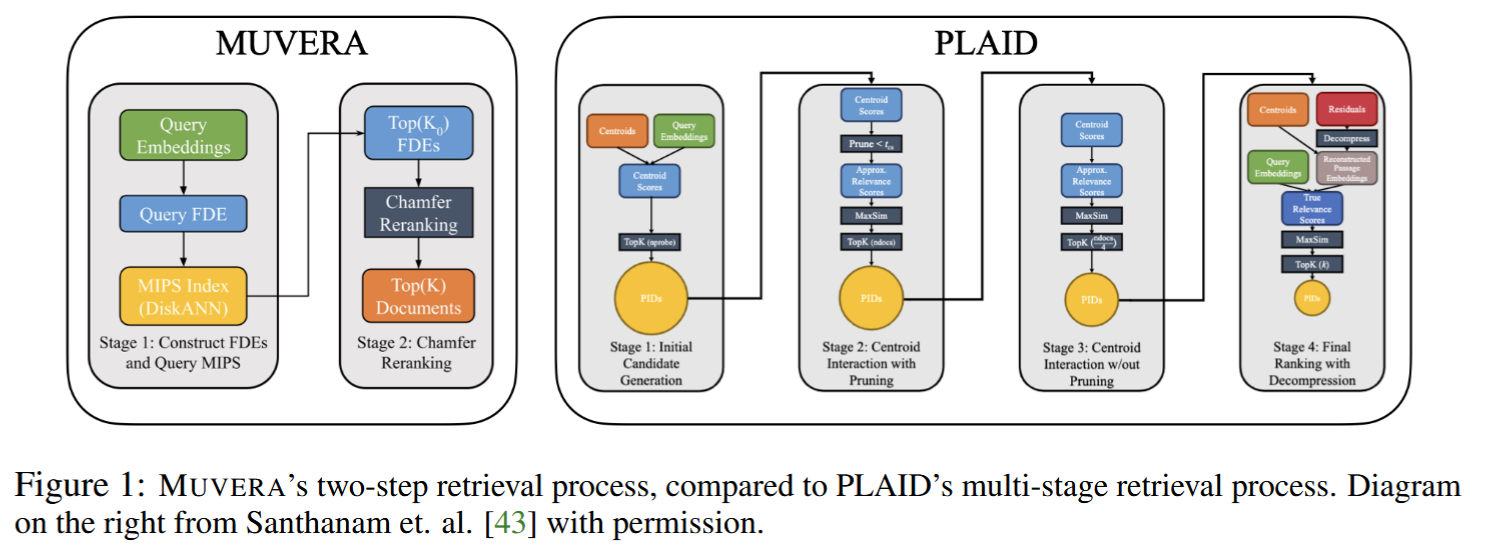 MUVERA
Query
Embeddings
Query FDE
MIPS Index
(DiskANN)
Stage 1: Construct FDEs
and Query MIPS
Top(K₀)
FDEs
Chamfer
Reranking
Top(K)
Documents
Stage 2: Chamfer
Reranking
PLAID
Centroids
Query
Embeddings
Centroid
Scores
TopK (nprobe)
PIDs
Stage 1: Initial
Candidate
Generation
Centroid
Scores
Prune < t_cs
Approx.
Relevance
Scores
MaxSim
TopK (ndocs)
PIDs
Stage 2: Centroid
Interaction with
Pruning
Centroid
Scores
Approx.
Relevance
Scores
MaxSim
TopK (ndocs/4)
PIDs
Stage 3: Centroid
Interaction w/out
Pruning
Centroids
Residuals
Decompress
Query
Embeddings
Reconstructed
Passage
Embeddings
True
Relevance
Scores
MaxSim
TopK (k)
PIDs
Stage 4: Final
Ranking with
Decompression
Figure 1: MUVERA's two-step retrieval process, compared to PLAID's multi-stage retrieval process. Diagram
on the right from Santhanam et. al. [43] with permission.